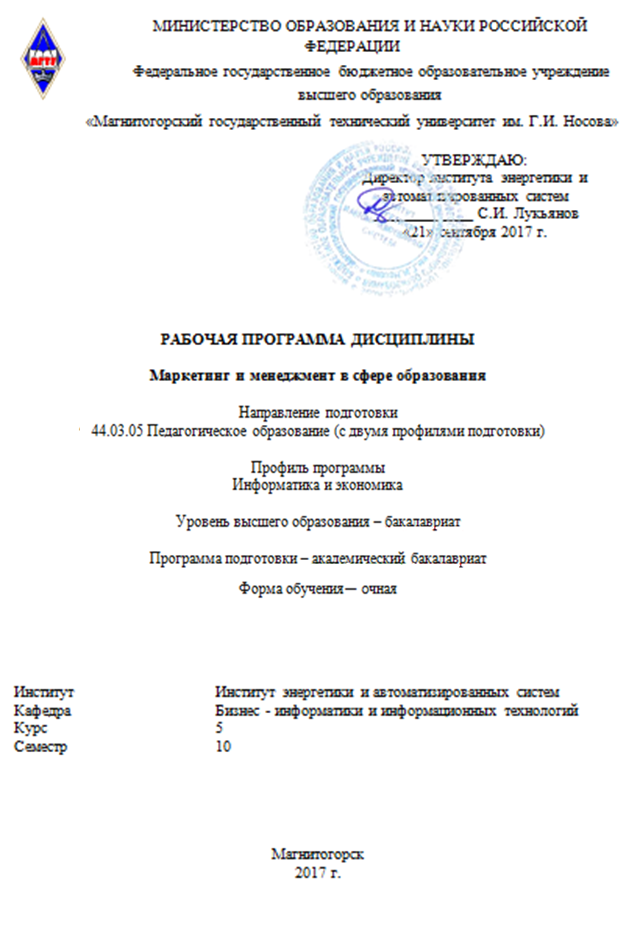 МИНИСТЕРСТВО ОБРАЗОВАНИЯ И НАУКИ РОССИЙСКОЙ
ФЕДЕРАЦИИ
Федеральное государственное бюджетное образовательное учреждение
высшего образования
«Магнитогорский государственный технический университет им. Г.И. Носова»
УТВЕРЖДАЮ:
Директор института энергетики и
автоматизированных систем
___________ С.И. Лукьянов
«21» сентября 2017 г.
РАБОЧАЯ ПРОГРАММА ДИСЦИПЛИНЫ
Маркетинг и менеджмент в сфере образования
Направление подготовки
44.03.05 Педагогическое образование (с двумя профилями подготовки)
Профиль программы
Информатика и экономика
Уровень высшего образования – бакалавриат
Программа подготовки – академический бакалавриат
Форма обучения— очная
Институт Институт энергетики и автоматизированных систем
Кафедра Бизнес - информатики и информационных технологий
Курс 5
Семестр 10
Магнитогорск
2017 г.